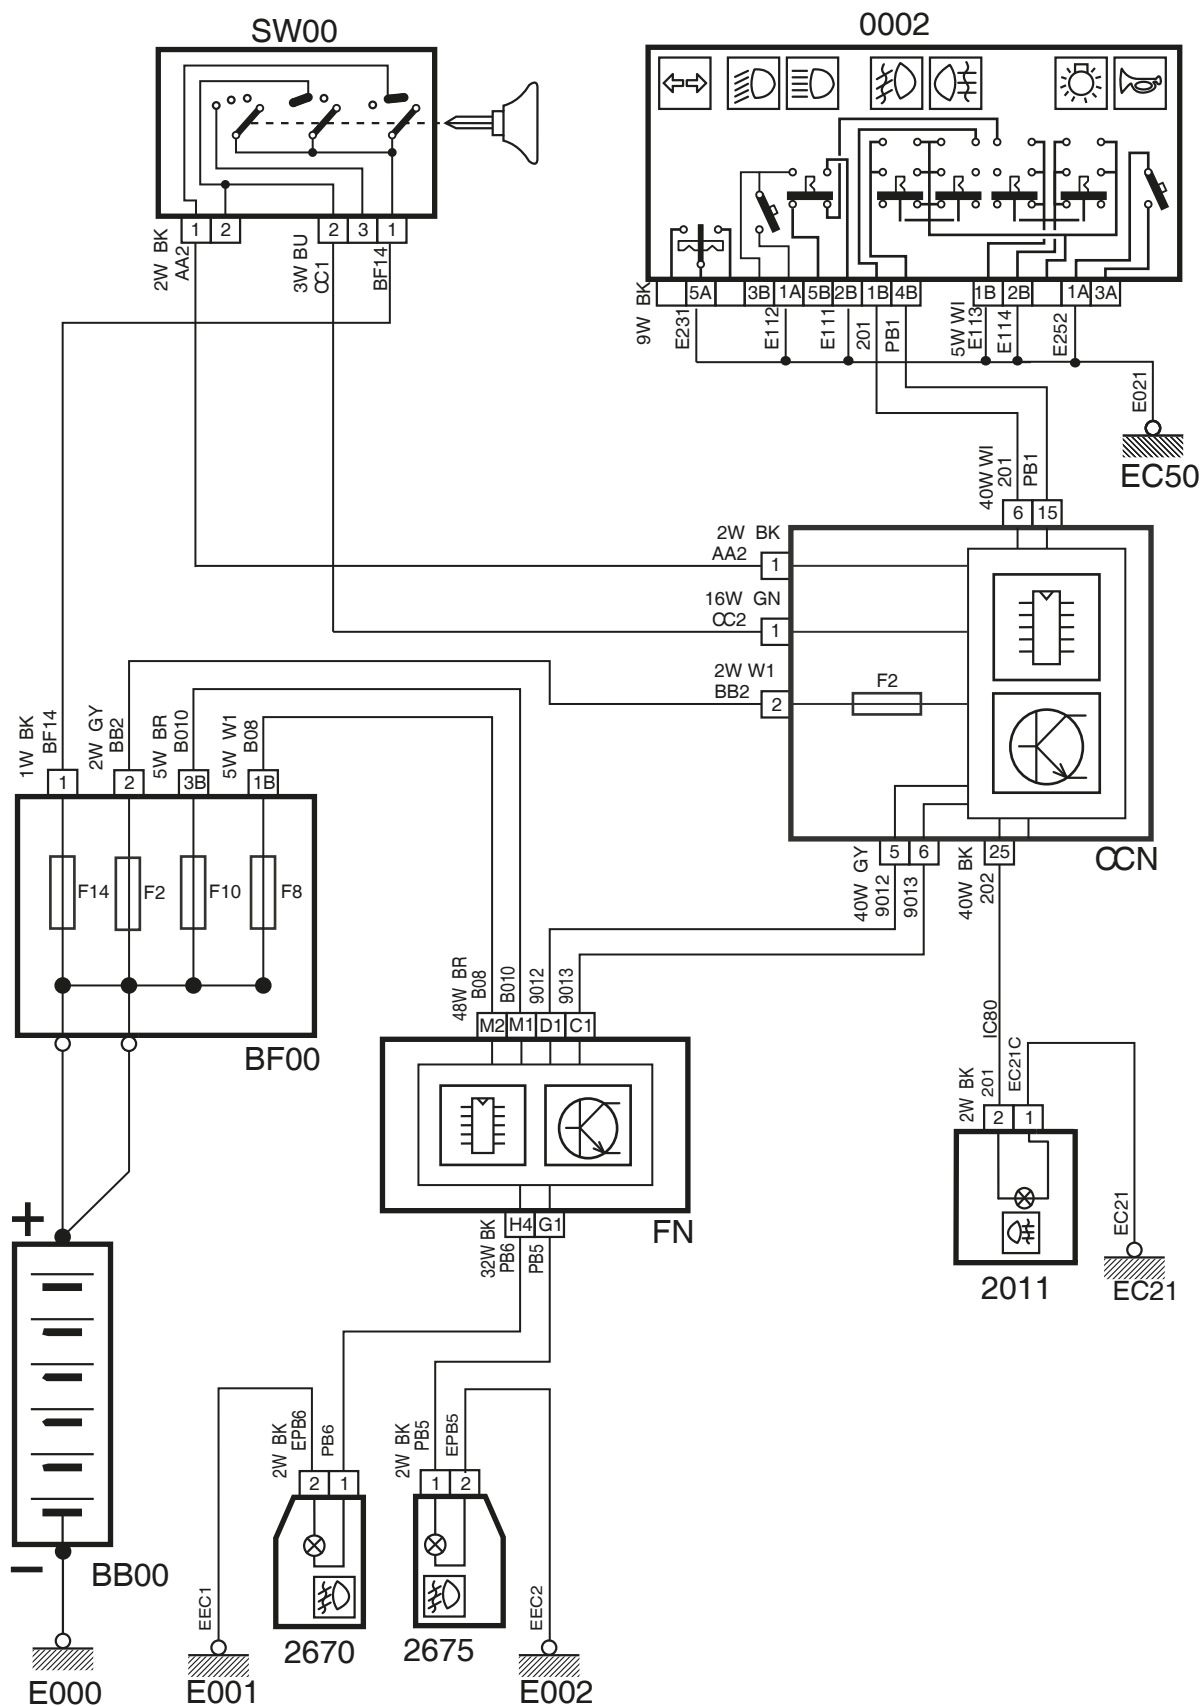 SW00
0002
1
2
2
3
1
2W BK
AA2
3W BU
CC1
BF14
5A
3B
1A
5B
2B
1B
4B
1B
2B
1A
3A
9W BK
E231
E112
E111
201
PB1
5W WI
E113
E114
E252
E021
EC50
40W WI
201
PB1
6
15
2W BK
AA2
1
16W GN
CC2
1
2W W1
BB2
2
F2
CCN
5
6
25
40W GY
9012
9013
40W BK
202
1W BK
BF14
2W GY
BB2
5W BR
B010
5W W1
B08
1
2
3B
1B
F14
F2
F10
F8
BF00
48W BR
B08
B010
9012
9013
M2
M1
D1
C1
FN
H4
G1
32W BK
PB6
PB5
IC80
2W BK
201
EC21C
2
1
2011
EC21
EC21
+
−
BB00
E000
2W BK
EPB6
PB6
2
1
2670
EEC1
E001
2W BK
PB5
EPB5
1
2
2675
EEC2
E002